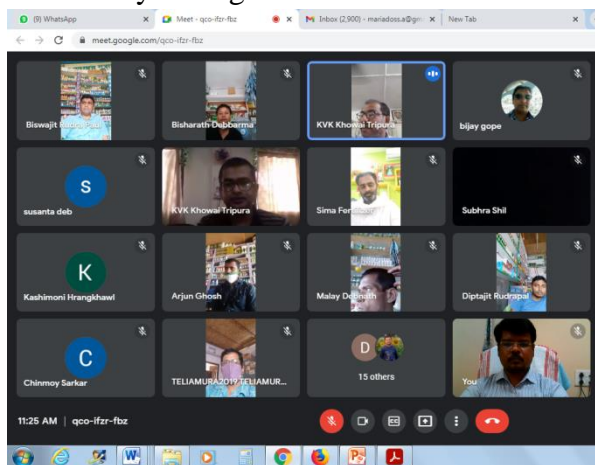 (9) WhatsApp
Meet - qco-ifzr-fbz
Inbox (2,900) - mariadoss.a@gm
New Tab
meet.google.com/qco-ifzr-fbz
Bisharath Debbarma
KVK Khowai Tripura
bijay gope
S
susanta deb
KVK Khowai Tripura
Subhra Shil
K
Kashimoni Hrangkhawl
Arjun Ghosh
Malay Debnath
Diptajit Rudrapal
C
Chinmoy Sarkar
TELIAMURA2019 TELIAMUR...
D
15 others
You
11:25 AM | qco-ifzr-fbz